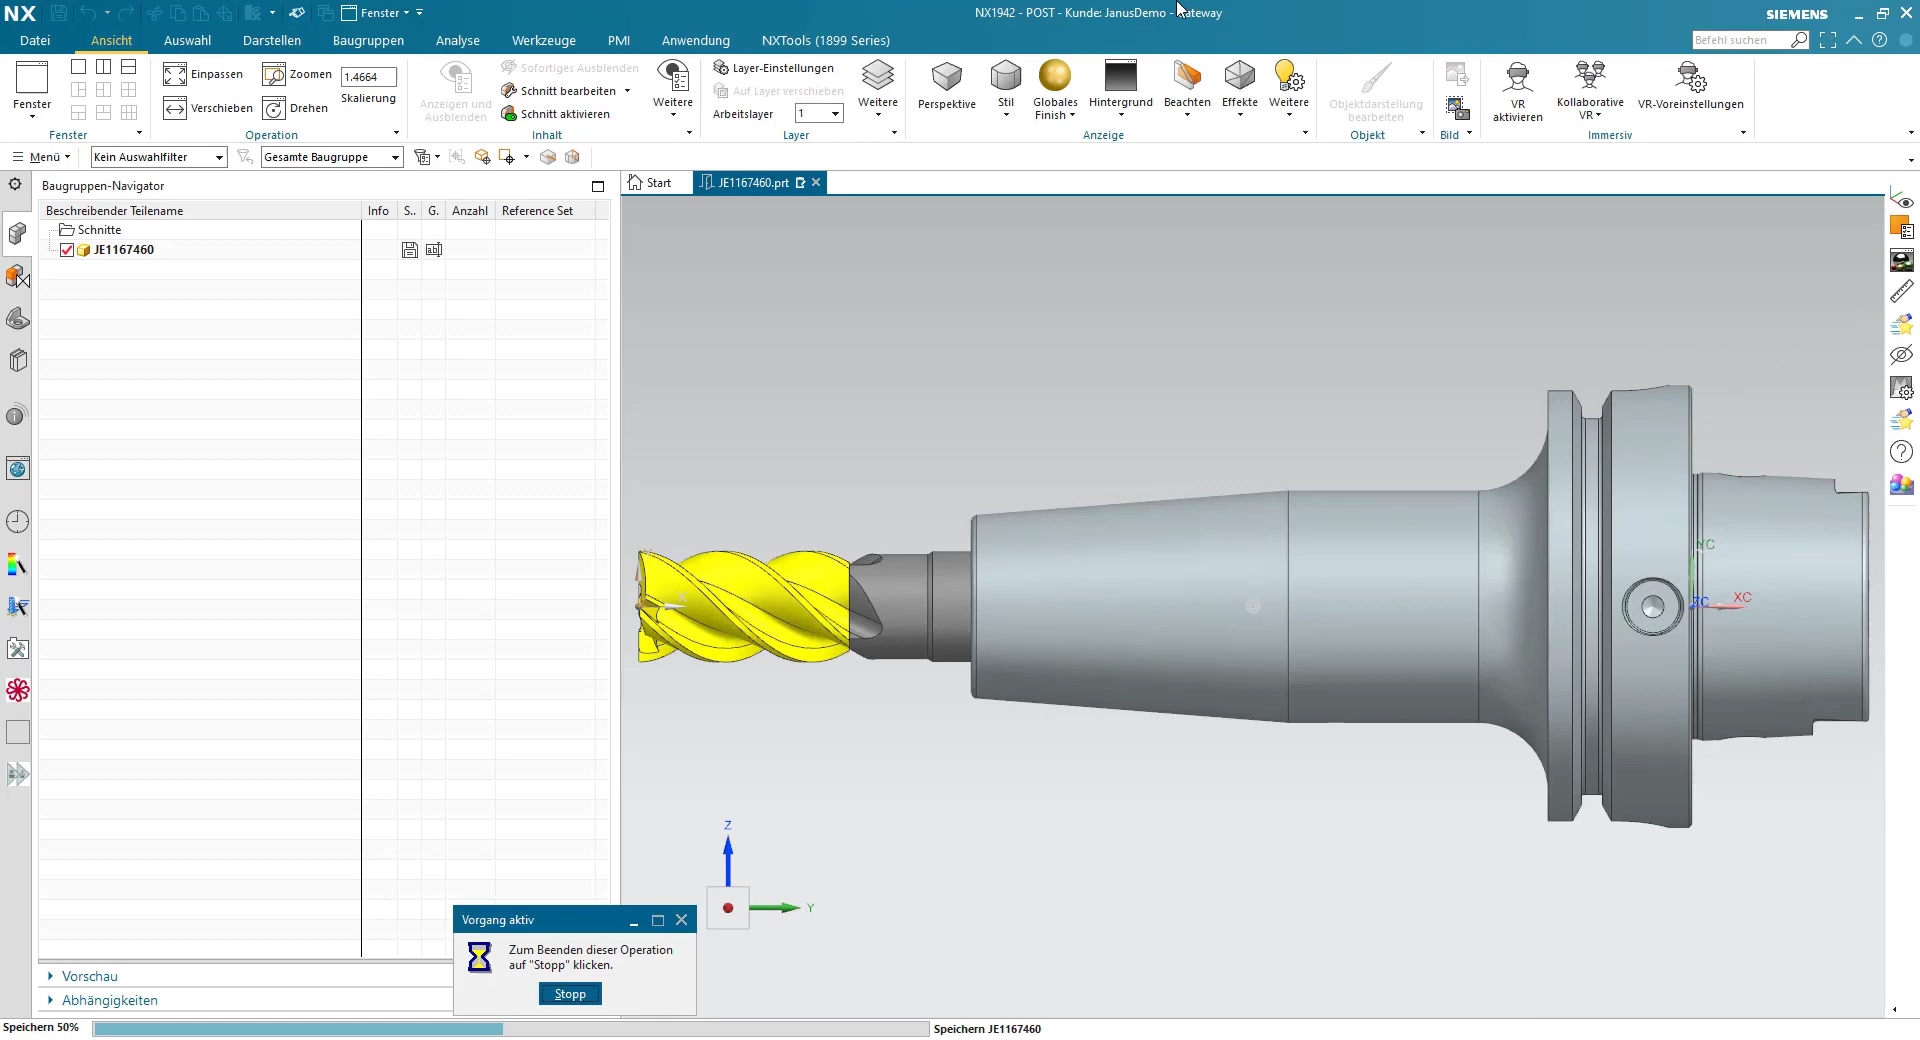 NX
Fenster
NX1942 - POST - Kunde: JanusDemo - Gateway
SIEMENS
Datei
Ansicht
Auswahl
Darstellen
Baugruppen
Analyse
Werkzeuge
PMI
Anwendung
NXTools (1899 Series)
Befehl suchen
Fenster
Einpassen
Verschieben
Zoomen
Drehen
1.4664
Skalierung
Anzeigen und
Ausblenden
Sofortiges Ausblenden
Schnitt bearbeiten
Schnitt aktivieren
Weitere
Layer-Einstellungen
Auf Layer verschieben
Arbeitslayer
1
Weitere
Perspektive
Stil
Globales
Finish
Hintergrund
Beachten
Effekte
Weitere
Objektdarstellung
bearbeiten
VR
aktivieren
Kollaborative
VR
VR-Voreinstellungen
Fenster
Operation
Inhalt
Layer
Anzeige
Objekt
Bild
Immersiv
Menü
Kein Auswahlfilter
Gesamte Baugruppe
Baugruppen-Navigator
Start
JE1167460.prt
Beschreibender Teilename
Info
S..
G.
Anzahl
Reference Set
Schnitte
JE1167460
YC
XC
ZC
X
Z
Y
Vorgang aktiv
Zum Beenden dieser Operation
auf "Stopp" klicken.
Stopp
Vorschau
Abhängigkeiten
Speichern 50%
Speichern JE1167460